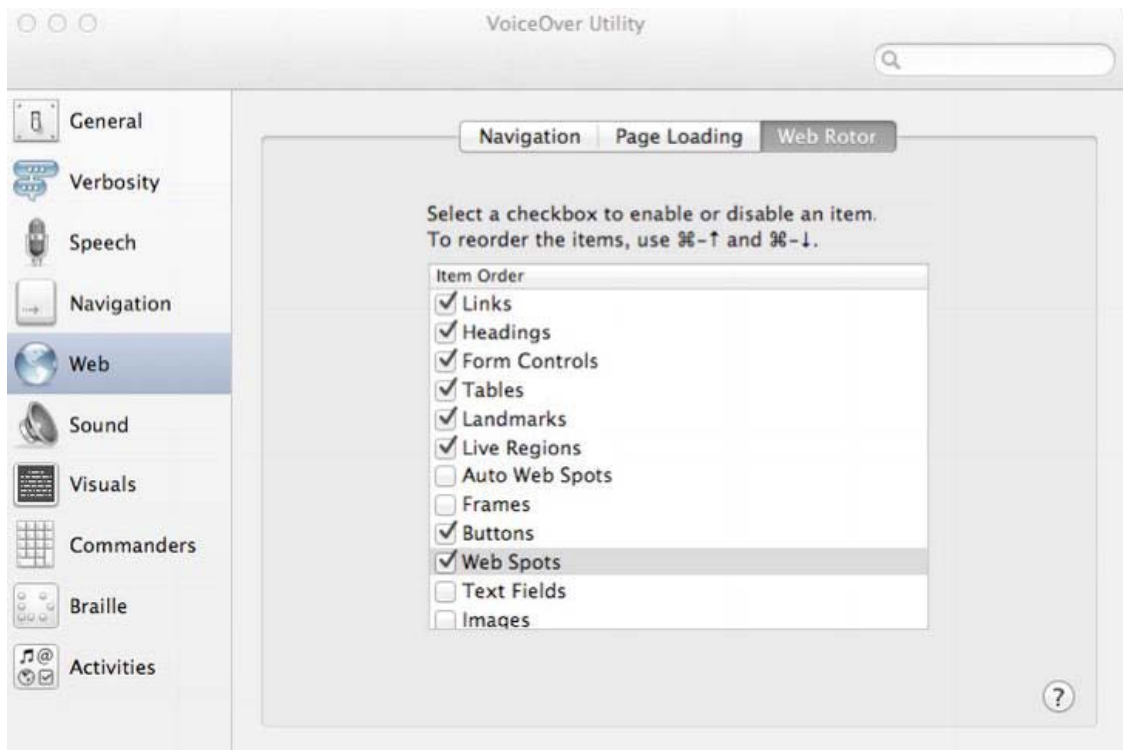 VoiceOver Utility
General
Verbosity
Speech
Navigation
Web
Sound
Visuals
Commanders
Braille
Activities
Navigation Page Loading Web Rotor
Select a checkbox to enable or disable an item.
To reorder the items, use ⌘-↑ and ⌘-↓.
Item Order
Links
Headings
Form Controls
Tables
Landmarks
Live Regions
Auto Web Spots
Frames
Buttons
Web Spots
Text Fields
Images
?